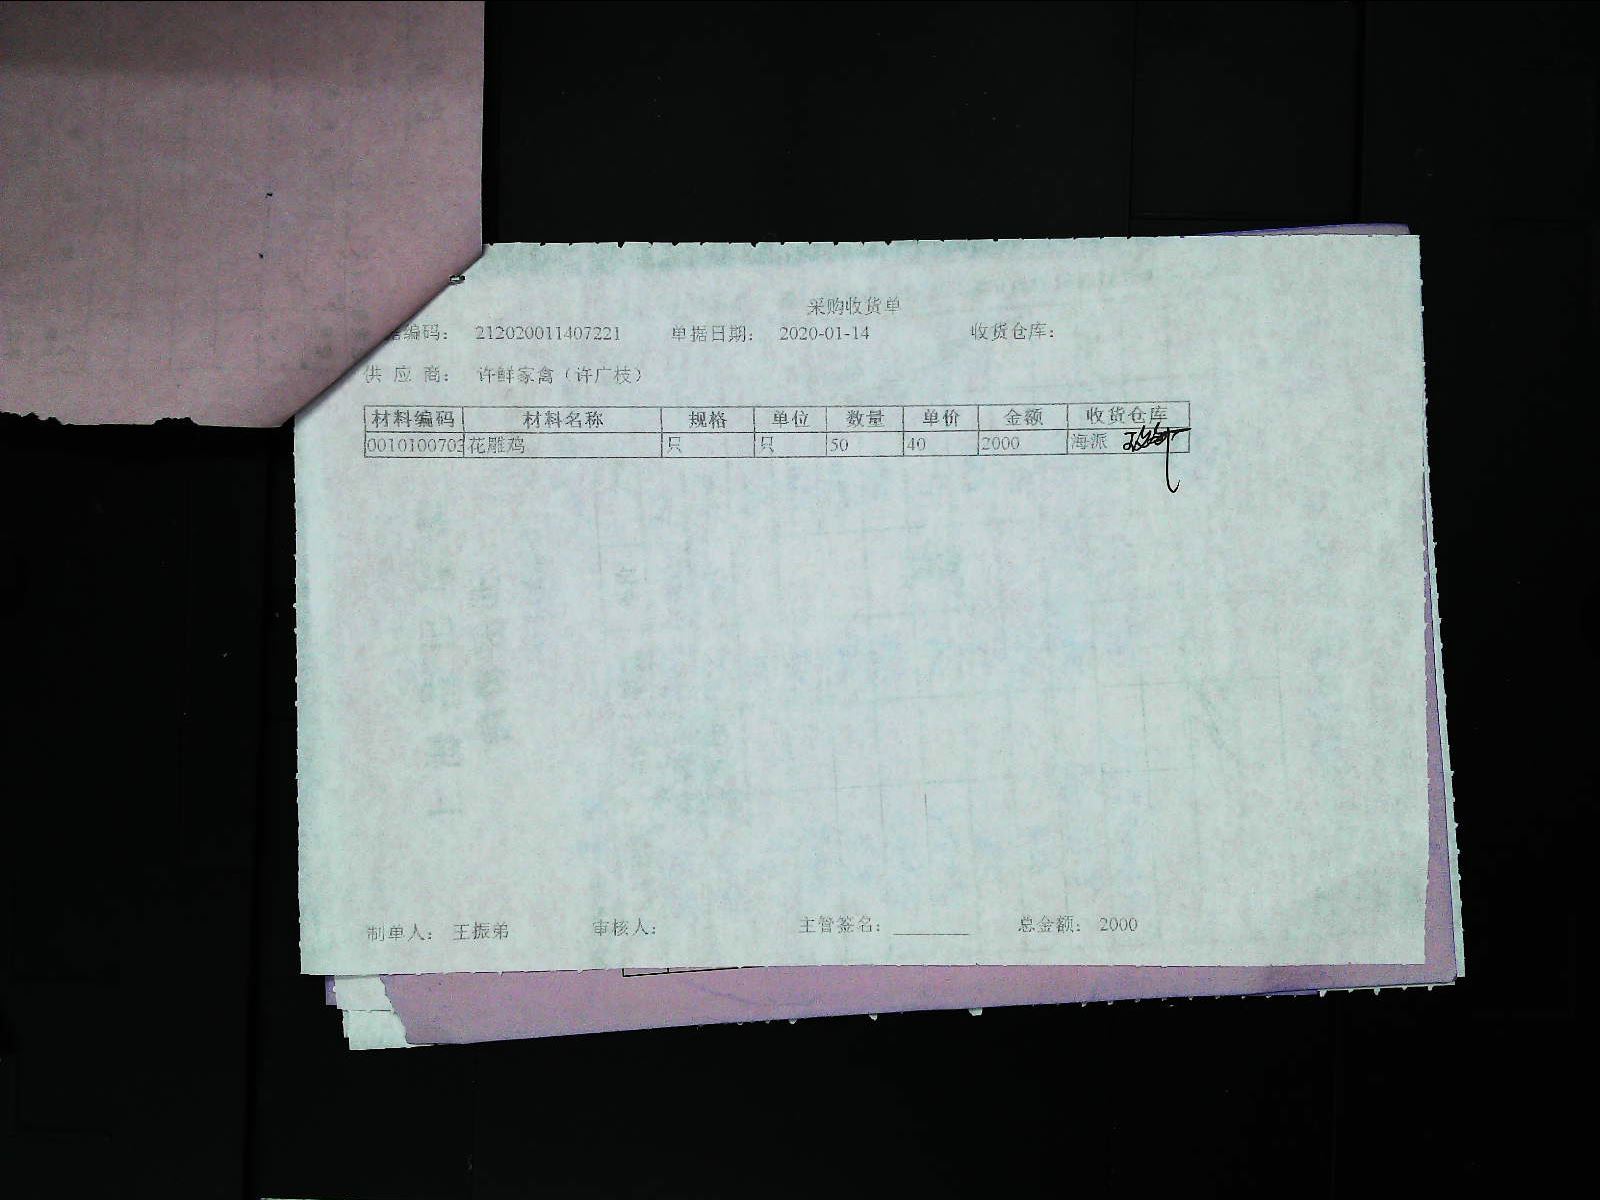 采购收货单
编码: 212020011407221 单据日期: 2020-01-14 收货仓库:
供 应 商: 许鲜家禽（许广枝）
材料编码 材料名称 规格 单位 数量 单价 金额 收货仓库
0010100702 花雕鸡 只 只 50 40 2000 海派
制单人: 王振弟 审核人: 主管签名: ________ 总金额: 2000